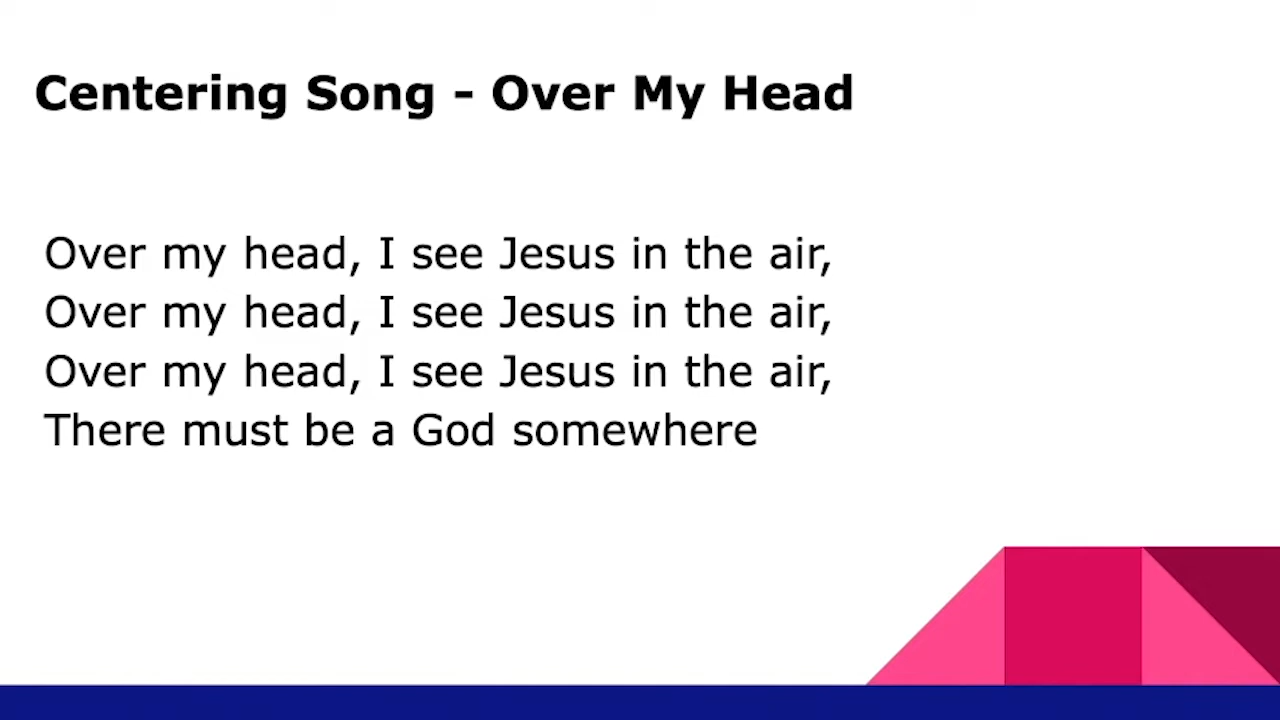 Centering Song - Over My Head
Over my head, I see Jesus in the air,
Over my head, I see Jesus in the air,
Over my head, I see Jesus in the air,
There must be a God somewhere